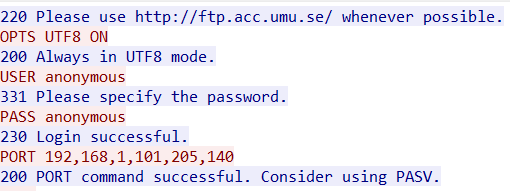 220 Please use http://ftp.acc.umu.se/ whenever possible.
OPTS UTF8 ON
200 Always in UTF8 mode.
USER anonymous
331 Please specify the password.
PASS anonymous
230 Login successful.
PORT 192,168,1,101,205,140
200 PORT command successful. Consider using PASV.